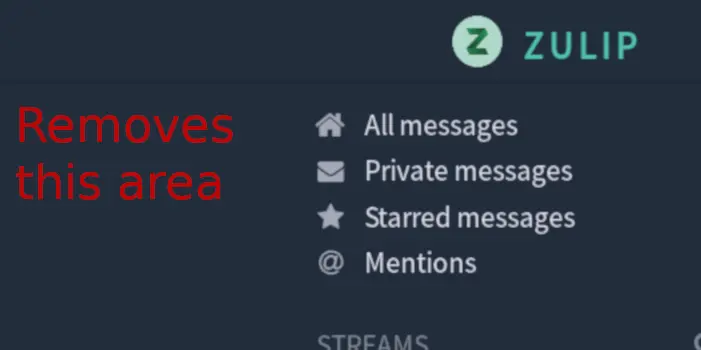 Z ZULIP
Removes
this area
All messages
Private messages
Starred messages
@ Mentions
STREAMS